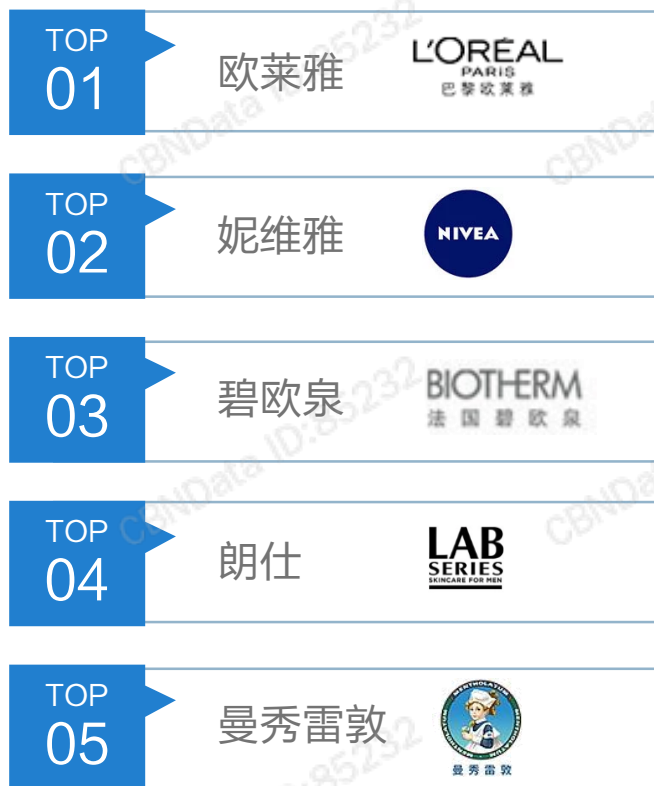 TOP
01
欧莱雅
L'ORÉAL
PARIS
巴黎欧莱雅
TOP
02
妮维雅
NIVEA
TOP
03
碧欧泉
BIOTHERM
法国碧欧泉
TOP
04
朗仕
LAB
SERIES
SKINCARE FOR MEN
TOP
05
曼秀雷敦
MENTHOLATUM
曼秀雷敦
CBNData ID:85232